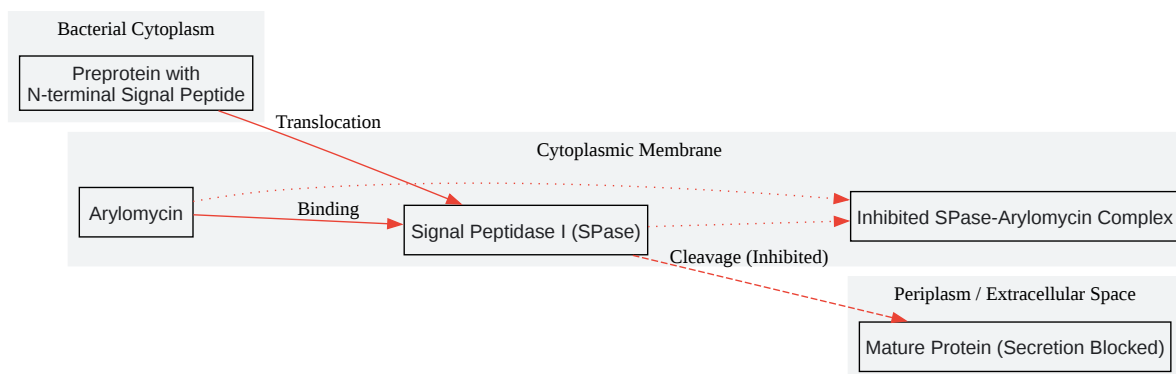 Bacterial Cytoplasm
Preprotein with
N-terminal Signal Peptide
Translocation
Cytoplasmic Membrane
Arylomycin
Binding
Signal Peptidase I (SPase)
Inhibited SPase-Arylomycin Complex
Cleavage (Inhibited)
Periplasm / Extracellular Space
Mature Protein (Secretion Blocked)